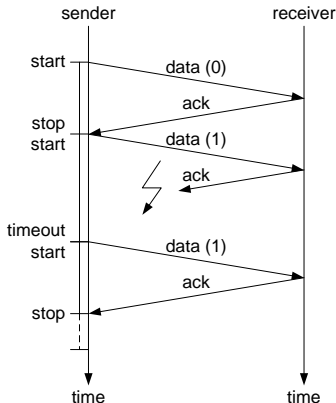 sender receiver
start
data (0)
ack
stop
start
data (1)
ack
timeout
start
data (1)
ack
stop
time time